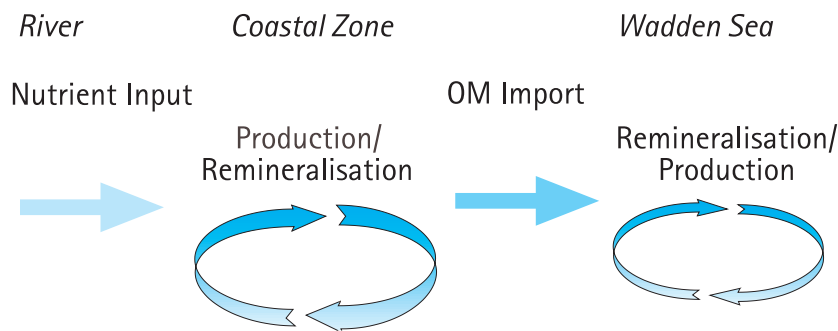 River Coastal Zone Wadden Sea
Nutrient Input OM Import
Production/
Remineralisation
Remineralisation/
Production